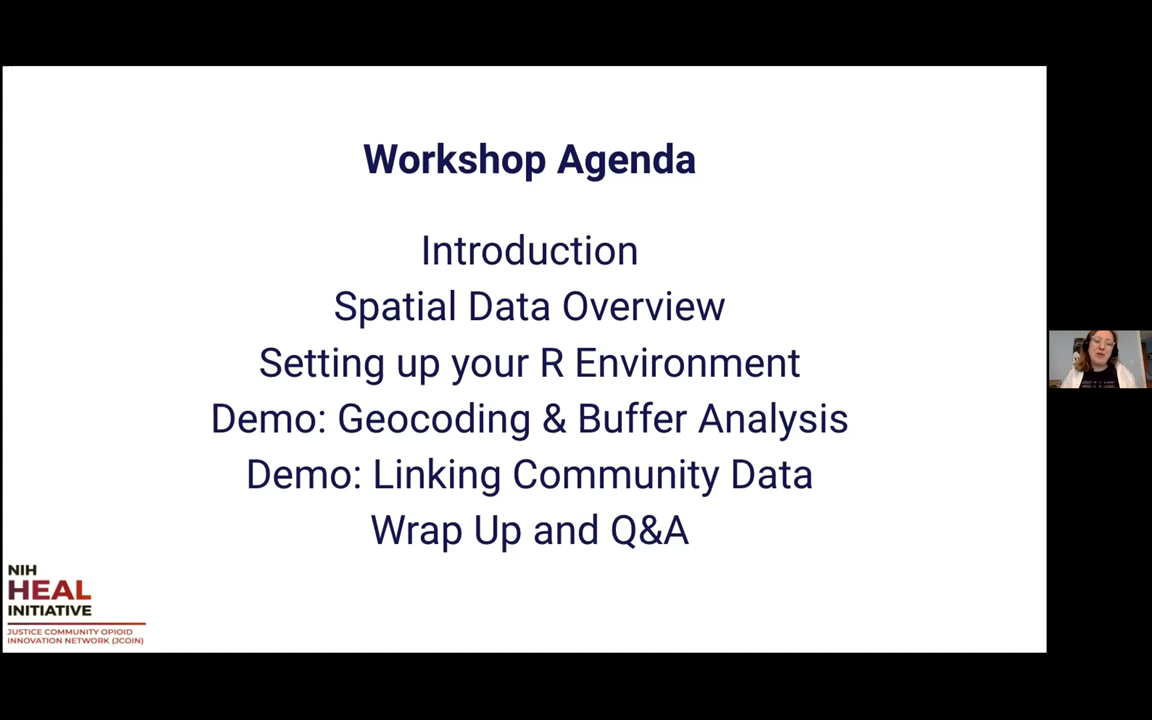 Workshop Agenda
Introduction
Spatial Data Overview
Setting up your R Environment
Demo: Geocoding & Buffer Analysis
Demo: Linking Community Data
Wrap Up and Q&A
NIH
HEAL
INITIATIVE
JUSTICE COMMUNITY OPIOID
INNOVATION NETWORK (JCOIN)